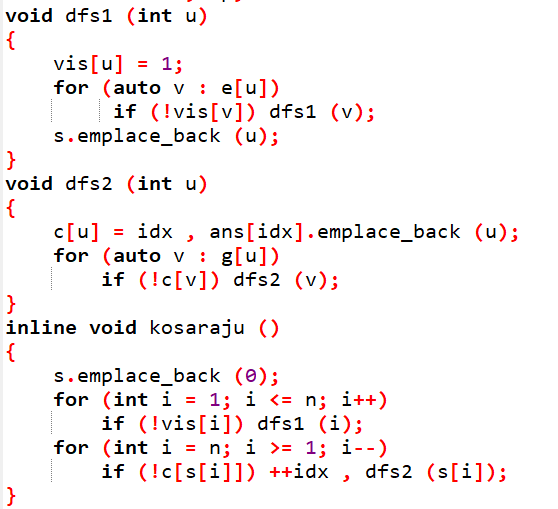 void dfs1 (int u)
{
    vis[u] = 1;
    for (auto v : e[u])
        if (!vis[v]) dfs1 (v);
    s.emplace_back (u);
}
void dfs2 (int u)
{
    c[u] = idx , ans[idx].emplace_back (u);
    for (auto v : g[u])
        if (!c[v]) dfs2 (v);
}
inline void kosaraju ()
{
    s.emplace_back (0);
    for (int i = 1; i <= n; i++)
        if (!vis[i]) dfs1 (i);
    for (int i = n; i >= 1; i--)
        if (!c[s[i]]) ++idx , dfs2 (s[i]);
}